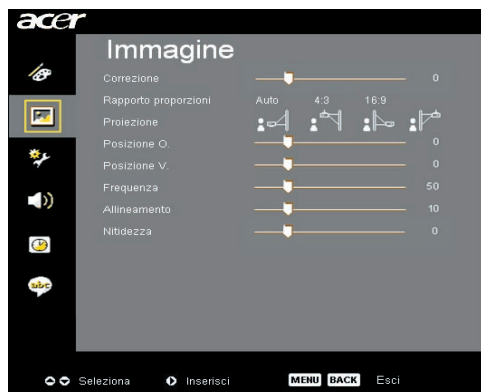 acer
Immagine
Correzione 0
Rapporto proporzioni Auto 4:3 16:9
Proiezione
Posizione O. 0
Posizione V. 0
Frequenza 50
Allineamento 10
Nitidezza 0
abc
Seleziona Inserisci MENU BACK Esci